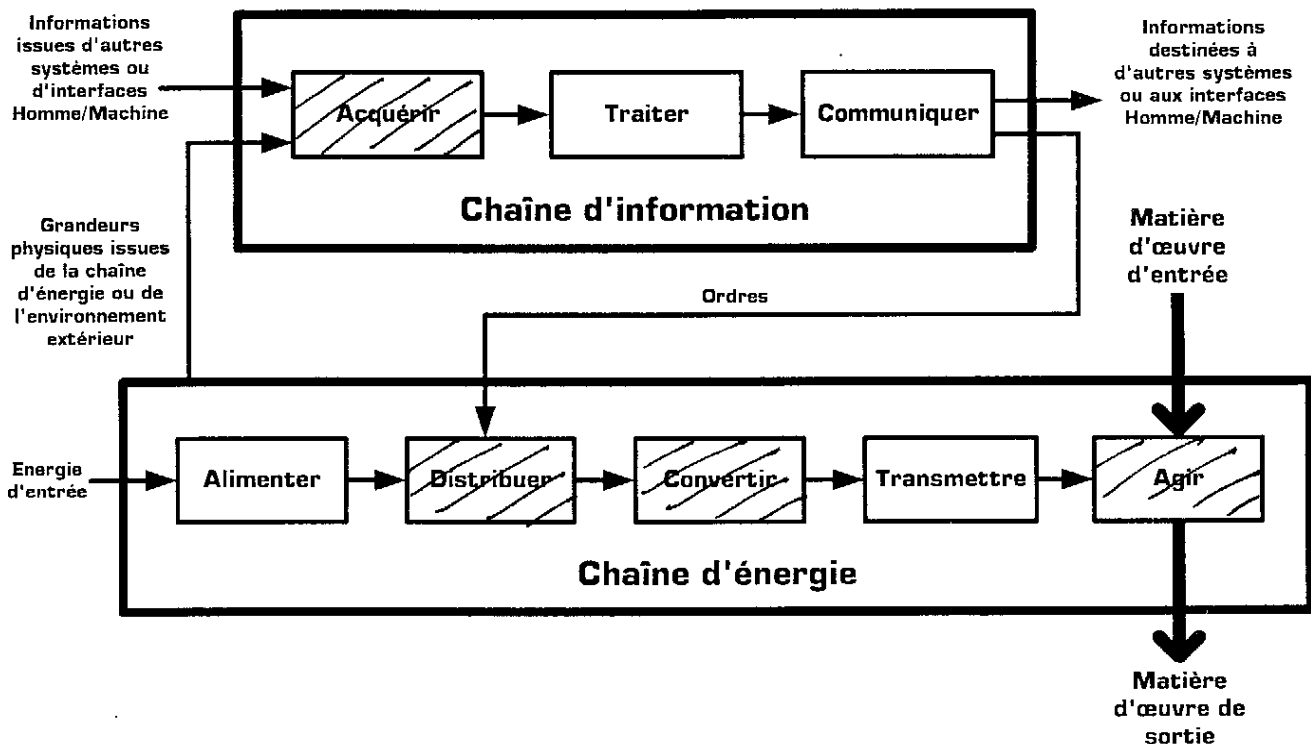 Informations
issues d'autres
systèmes ou
d'interfaces
Homme/Machine
Acquérir
Traiter
Communiquer
Informations
destinées à
d'autres systèmes
ou aux interfaces
Homme/Machine
Chaîne d'information
Grandeurs
physiques issues
de la chaîne
d'énergie ou de
l'environnement
extérieur
Ordres
Matière
d'œuvre
d'entrée
Energie
d'entrée
Alimenter
Distribuer
Convertir
Transmettre
Agir
Chaîne d'énergie
Matière
d'œuvre de
sortie